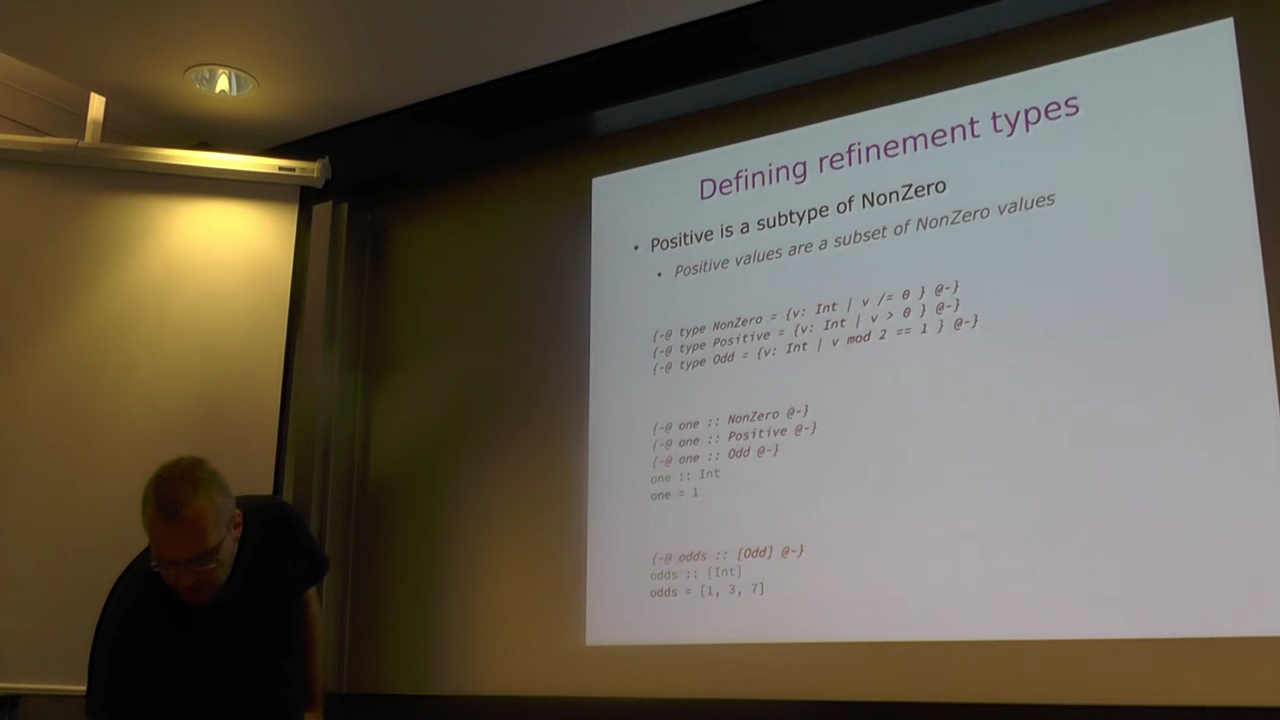 Defining refinement types
• Positive is a subtype of NonZero
• Positive values are a subset of NonZero values
{-@ type NonZero = {v: Int | v /= 0 } @-}
{-@ type Positive = {v: Int | v > 0 } @-}
{-@ type Odd = {v: Int | v mod 2 == 1 } @-}
{-@ one :: NonZero @-}
{-@ one :: Positive @-}
{-@ one :: Odd @-}
one :: Int
one = 1
{-@ odds :: [Odd] @-}
odds :: [Int]
odds = [1, 3, 7]